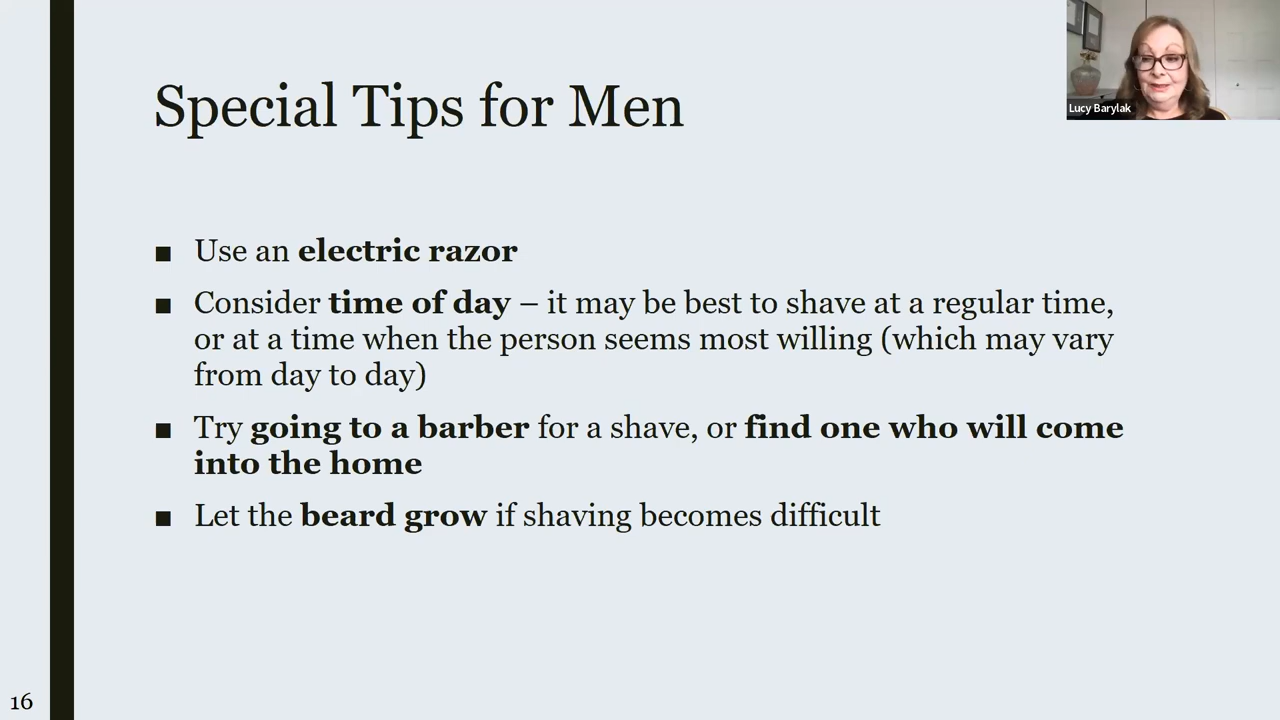 Special Tips for Men
Lucy Barylak
■ Use an electric razor
■ Consider time of day – it may be best to shave at a regular time,
or at a time when the person seems most willing (which may vary
from day to day)
■ Try going to a barber for a shave, or find one who will come
into the home
■ Let the beard grow if shaving becomes difficult
16